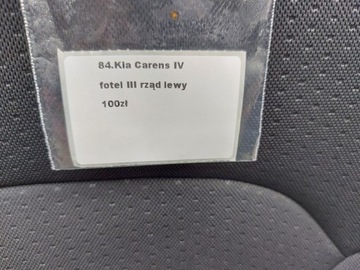 84.Kia Carens IV
fotel III rząd lewy
100zł